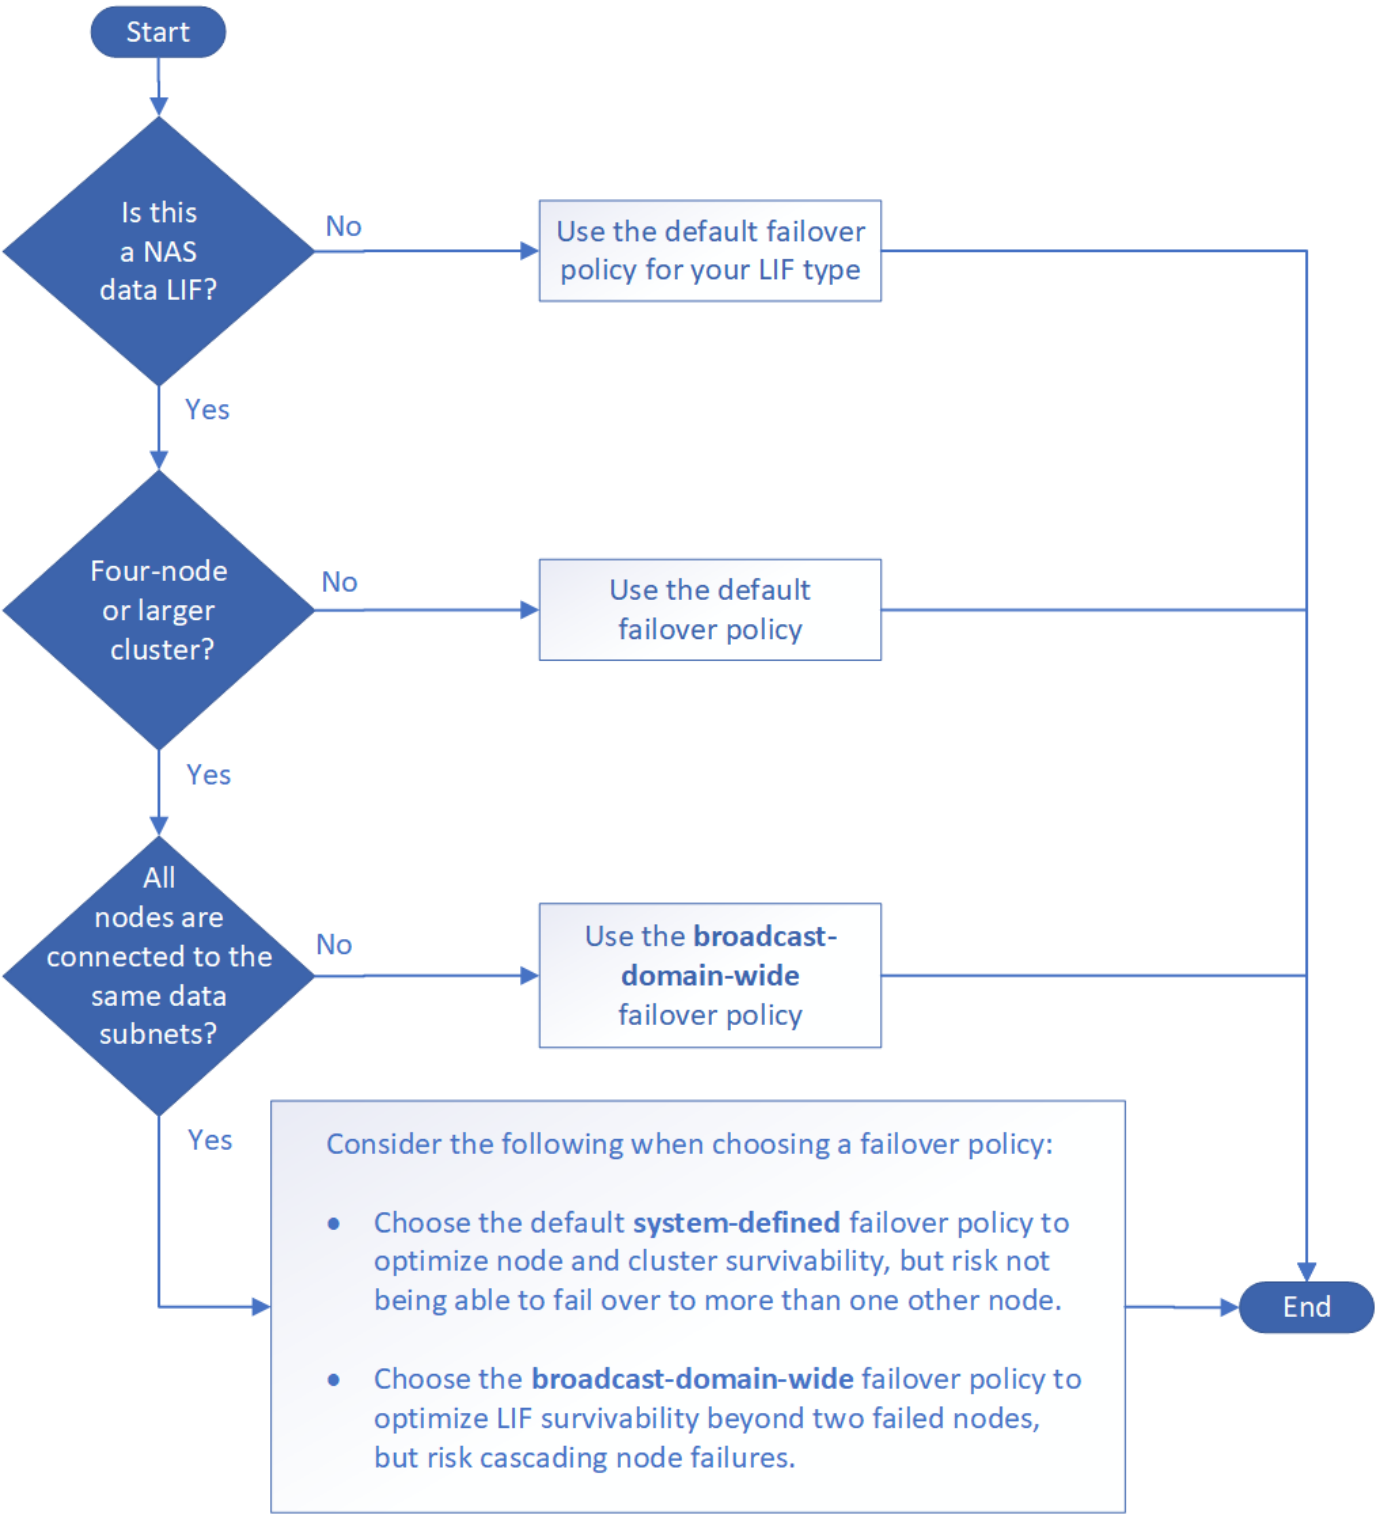 Start
Is this
a NAS
data LIF?
No
Use the default failover
policy for your LIF type
Yes
Four-node
or larger
cluster?
No
Use the default
failover policy
Yes
All
nodes are
connected to the
same data
subnets?
No
Use the broadcast-
domain-wide
failover policy
Yes
Consider the following when choosing a failover policy:
• Choose the default system-defined failover policy to
optimize node and cluster survivability, but risk not
being able to fail over to more than one other node.
• Choose the broadcast-domain-wide failover policy to
optimize LIF survivability beyond two failed nodes,
but risk cascading node failures.
End